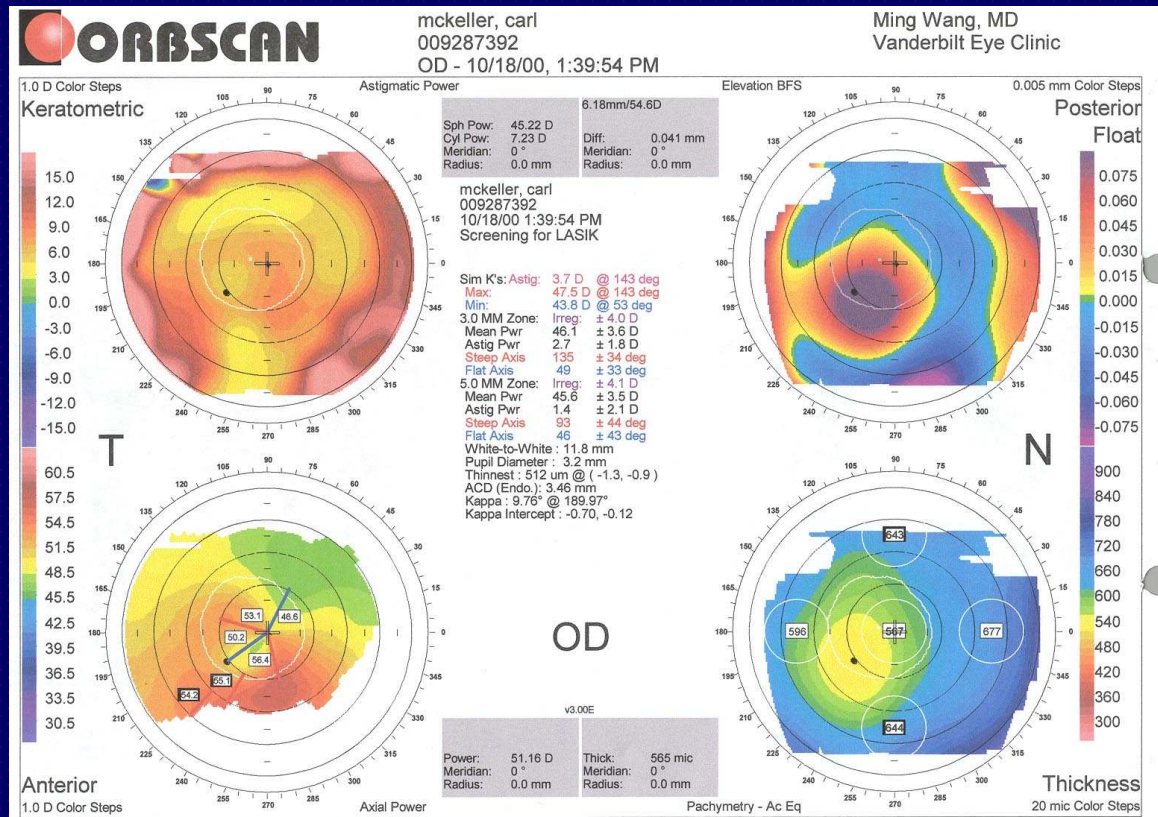 ORBSCAN
mckeller, carl
009287392
OD - 10/18/00, 1:39:54 PM
Ming Wang, MD
Vanderbilt Eye Clinic
1.0 D Color Steps
Astigmatic Power
Elevation BFS
0.005 mm Color Steps
Keratometric
Posterior
Float
Sph Pow: 45.22 D
Cyl Pow: 7.23 D
Meridian: 0 °
Radius: 0.0 mm
6.18mm/54.6D
Diff: 0.041 mm
Meridian: 0 °
Radius: 0.0 mm
mckeller, carl
009287392
10/18/00 1:39:54 PM
Screening for LASIK
Sim K's: Astig: 3.7 D @ 143 deg
Max: 47.5 D @ 143 deg
Min: 43.8 D @ 53 deg
3.0 MM Zone: Irreg: ± 4.0 D
Mean Pwr 46.1 ± 3.6 D
Astig Pwr 2.7 ± 1.8 D
Steep Axis 135 ± 34 deg
Flat Axis 49 ± 33 deg
5.0 MM Zone: Irreg: ± 4.1 D
Mean Pwr 45.6 ± 3.5 D
Astig Pwr 1.4 ± 2.1 D
Steep Axis 93 ± 44 deg
Flat Axis 46 ± 43 deg
White-to-White : 11.8 mm
Pupil Diameter : 3.2 mm
Thinnest : 512 um @ ( -1.3, -0.9 )
ACD (Endo.): 3.46 mm
Kappa : 9.76° @ 189.97°
Kappa Intercept : -0.70, -0.12
15.0
12.0
9.0
6.0
3.0
0.0
-3.0
-6.0
-9.0
-12.0
-15.0
0.075
0.060
0.045
0.030
0.015
0.000
-0.015
-0.030
-0.045
-0.060
-0.075
T
N
OD
v3.00E
60.5
57.5
54.5
51.5
48.5
45.5
42.5
39.5
36.5
33.5
30.5
53.1
46.6
50.2
56.4
55.1
54.2
643
596
567
677
644
900
840
780
720
660
600
540
480
420
360
300
Power: 51.16 D
Meridian: 0 °
Radius: 0.0 mm
Thick: 565 mic
Meridian: 0 °
Radius: 0.0 mm
Anterior
1.0 D Color Steps
Axial Power
Pachymetry - Ac Eq
Thickness
20 mic Color Steps